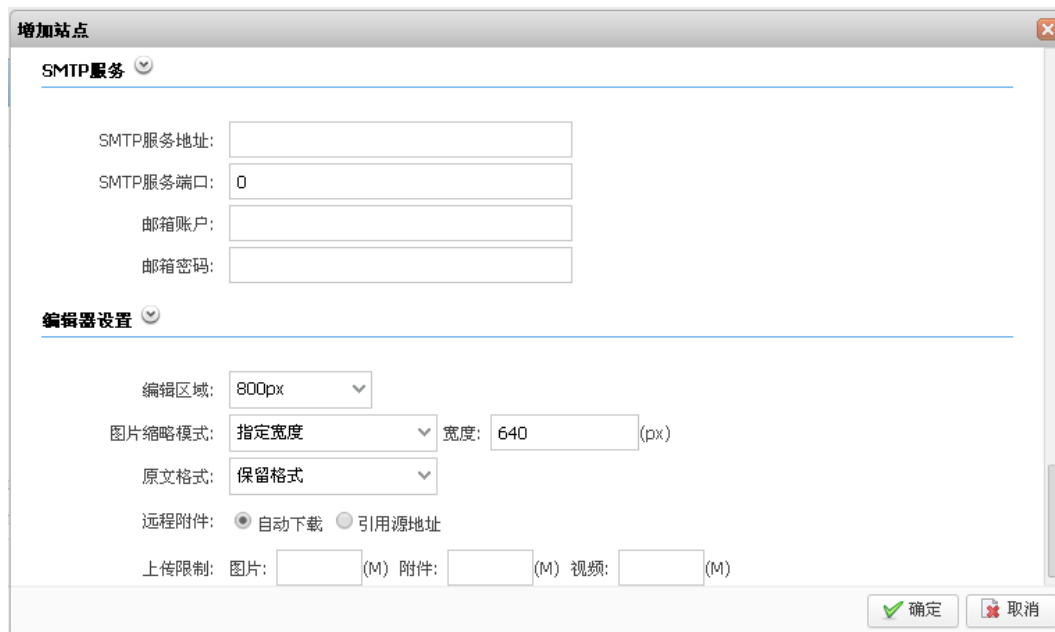 增加站点
SMTP服务
SMTP服务地址:
SMTP服务端口: 0
邮箱账户:
邮箱密码:
编辑器设置
编辑区域: 800px
图片缩略模式: 指定宽度 宽度: 640 (px)
原文格式: 保留格式
远程附件: 自动下载 引用源地址
上传限制: 图片: (M) 附件: (M) 视频: (M)
确定 取消